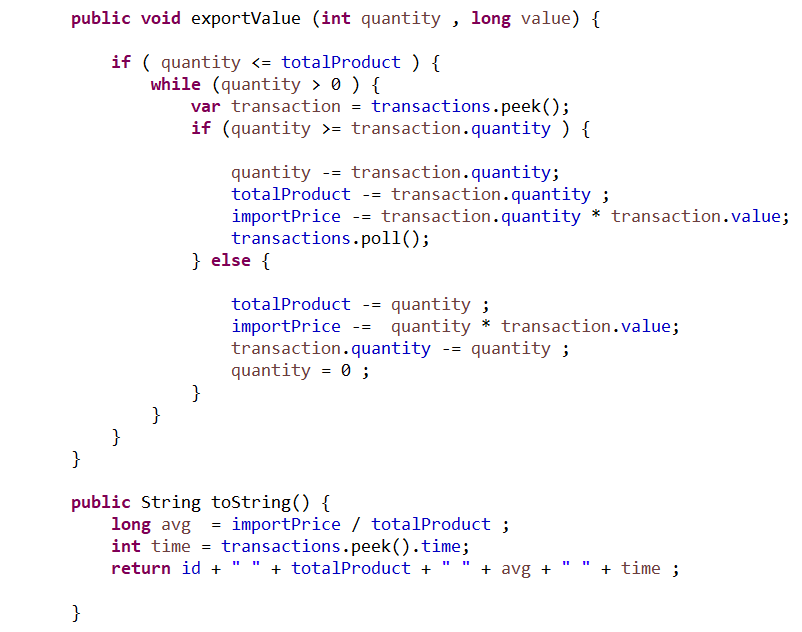 public void exportValue (int quantity , long value) {
if ( quantity <= totalProduct ) {
while (quantity > 0 ) {
var transaction = transactions.peek();
if (quantity >= transaction.quantity ) {
quantity -= transaction.quantity;
totalProduct -= transaction.quantity ;
importPrice -= transaction.quantity * transaction.value;
transactions.poll();
} else {
totalProduct -= quantity ;
importPrice -=  quantity * transaction.value;
transaction.quantity -= quantity ;
quantity = 0 ;
}
}
}
}
public String toString() {
long avg  = importPrice / totalProduct ;
int time = transactions.peek().time;
return id + " " + totalProduct + " " + avg + " " + time ;
}